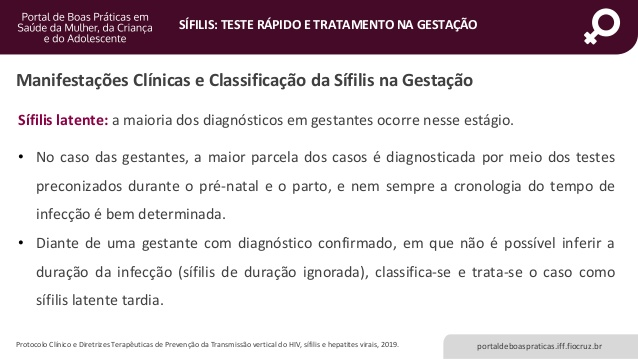 Portal de Boas Práticas em
Saúde da Mulher, da Criança
e do Adolescente
SÍFILIS: TESTE RÁPIDO E TRATAMENTO NA GESTAÇÃO
Manifestações Clínicas e Classificação da Sífilis na Gestação
Sífilis latente: a maioria dos diagnósticos em gestantes ocorre nesse estágio.
• No caso das gestantes, a maior parcela dos casos é diagnosticada por meio dos testes
preconizados durante o pré-natal e o parto, e nem sempre a cronologia do tempo de
infecção é bem determinada.
• Diante de uma gestante com diagnóstico confirmado, em que não é possível inferir a
duração da infecção (sífilis de duração ignorada), classifica-se e trata-se o caso como
sífilis latente tardia.
Protocolo Clínico e Diretrizes Terapêuticas de Prevenção da Transmissão vertical do HIV, sífilis e hepatites virais, 2019.
portaldeboaspraticas.iff.fiocruz.br